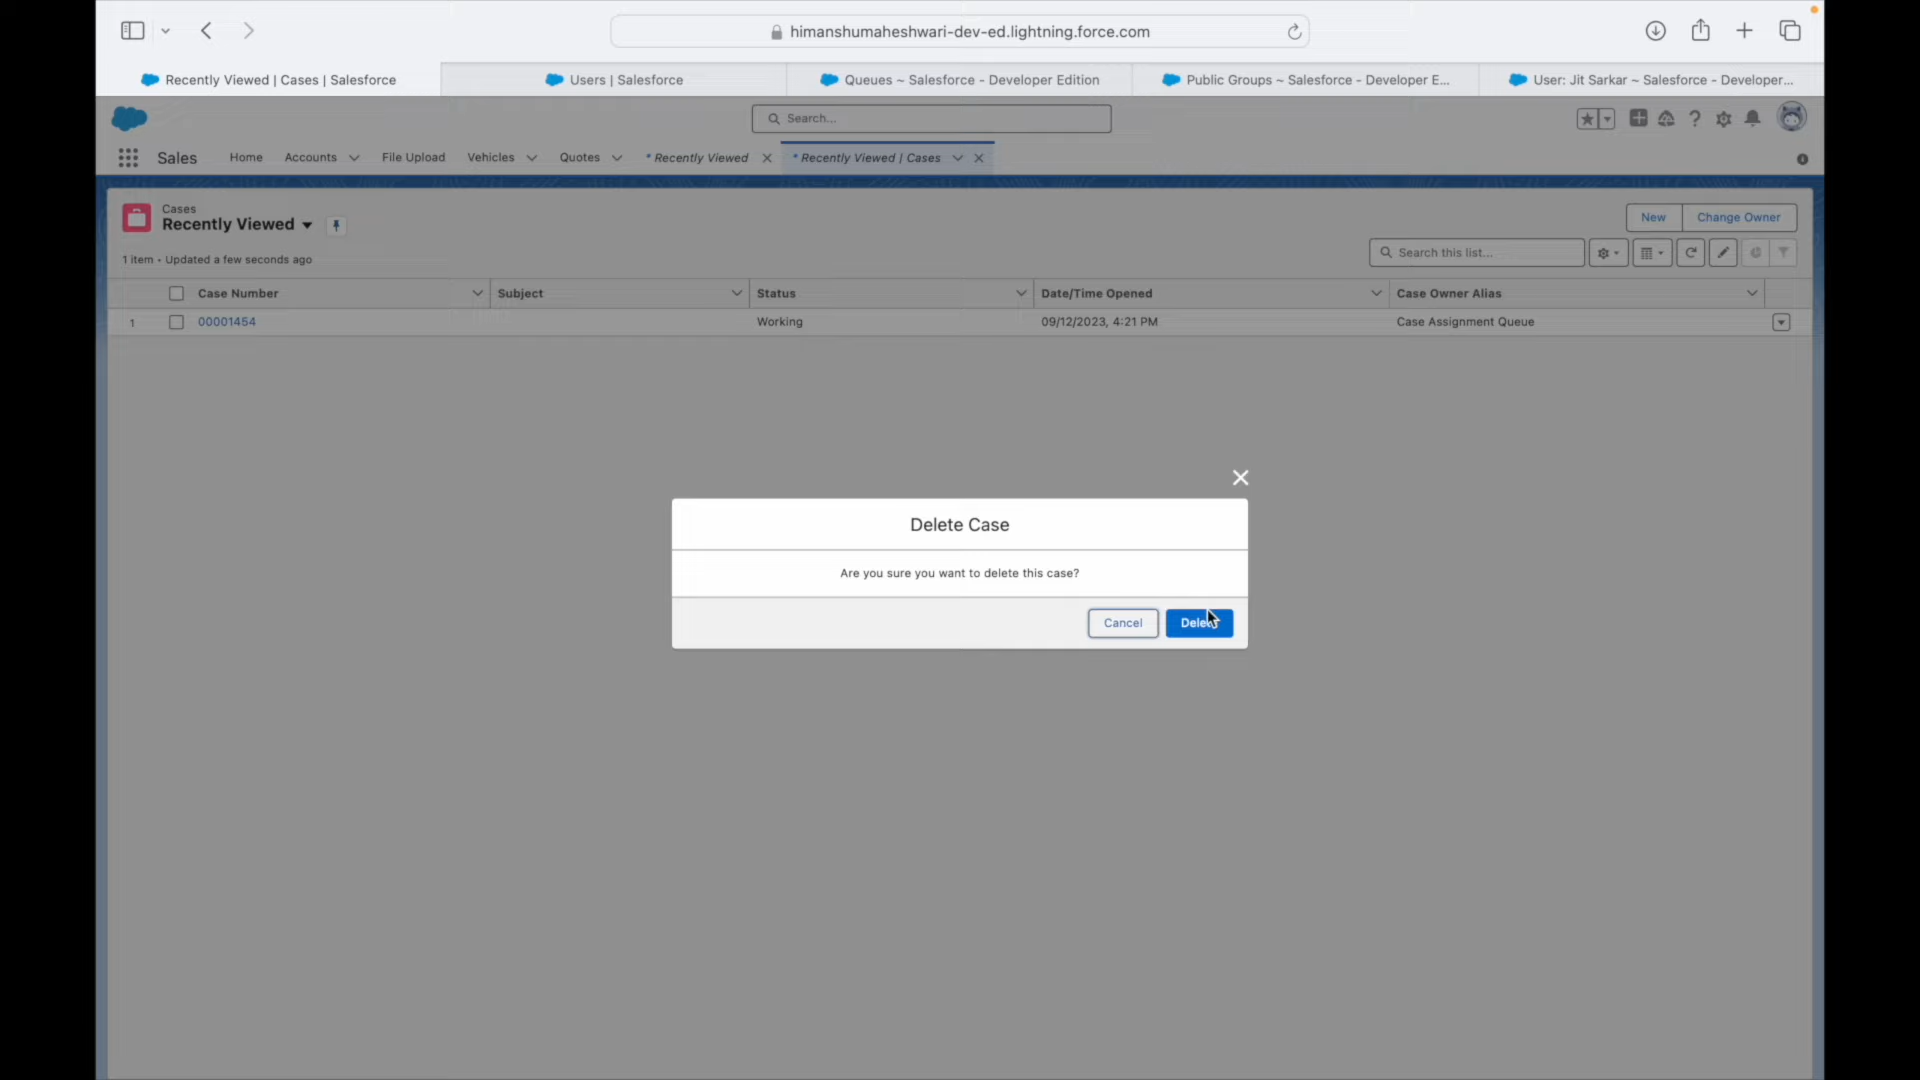 himanshumaheshwari-dev-ed.lightning.force.com
Recently Viewed | Cases | Salesforce
Users | Salesforce
Queues ~ Salesforce - Developer Edition
Public Groups ~ Salesforce - Developer E...
User: Jit Sarkar ~ Salesforce - Developer...
Search...
Sales
Home
Accounts
File Upload
Vehicles
Quotes
* Recently Viewed
* Recently Viewed | Cases
Cases
Recently Viewed
New
Change Owner
1 item • Updated a few seconds ago
Search this list...
Case Number
Subject
Status
Date/Time Opened
Case Owner Alias
1
00001454
Working
09/12/2023, 4:21 PM
Case Assignment Queue
Delete Case
Are you sure you want to delete this case?
Cancel
Delete